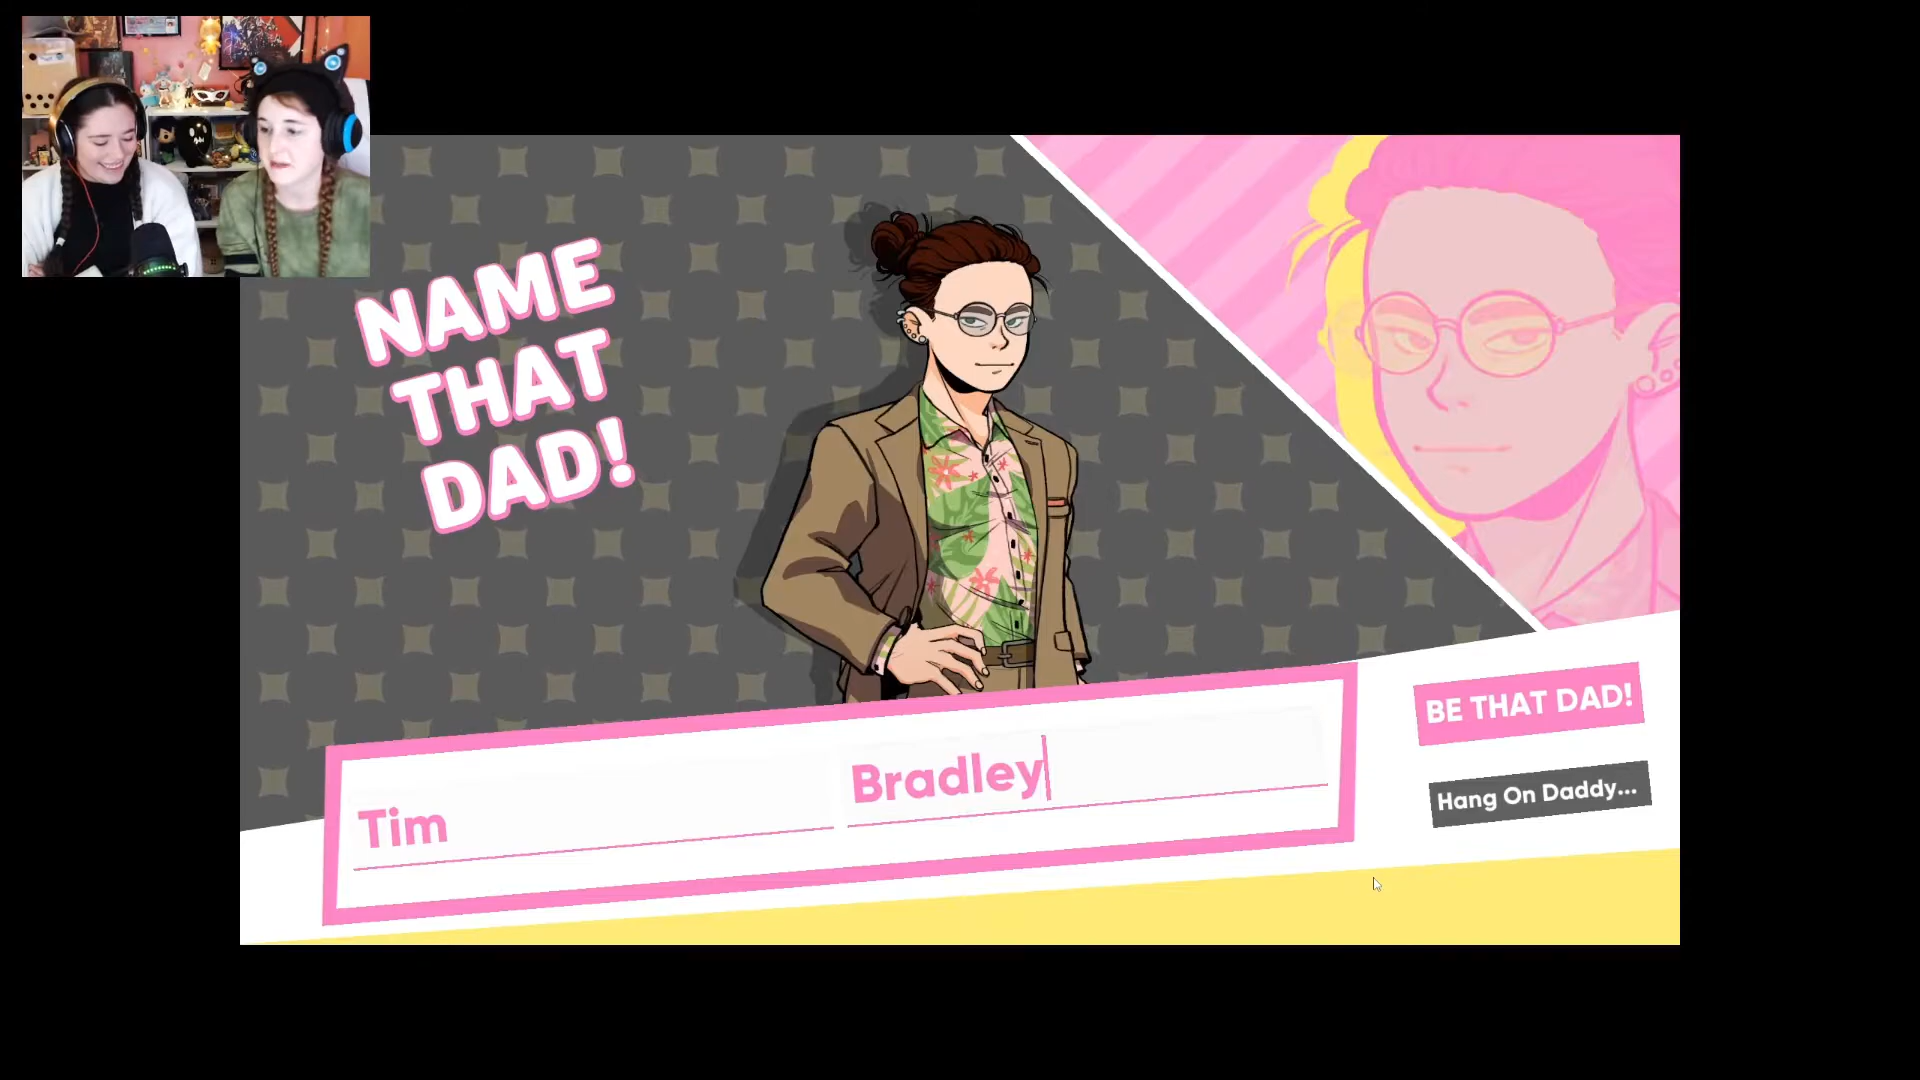 NAME
THAT
DAD!
Tim
Bradley
BE THAT DAD!
Hang On Daddy...